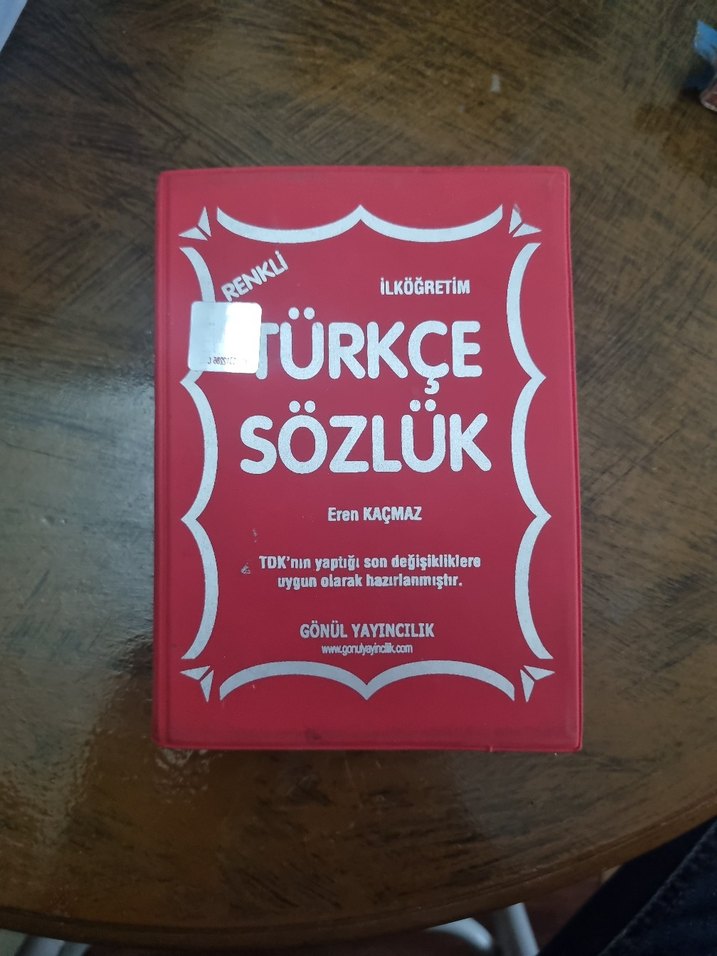 RENKLİ
İLKÖĞRETİM
TÜRKÇE
SÖZLÜK
Eren KAÇMAZ
TDK'nın yaptığı son değişikliklere
uygun olarak hazırlanmıştır.
GÖNÜL YAYINCILIK
www.gonulyayincilik.com